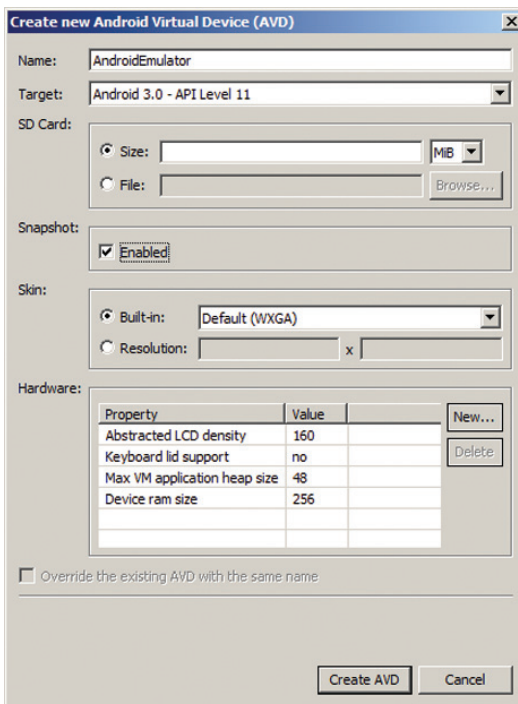 Create new Android Virtual Device (AVD)
Name: AndroidEmulator
Target: Android 3.0 - API Level 11
SD Card:
Size: MiB
File: Browse...
Snapshot:
Enabled
Skin:
Built-in: Default (WXGA)
Resolution: x
Hardware:
Property Value New...
Abstracted LCD density 160
Keyboard lid support no Delete
Max VM application heap size 48
Device ram size 256
Override the existing AVD with the same name
Create AVD Cancel